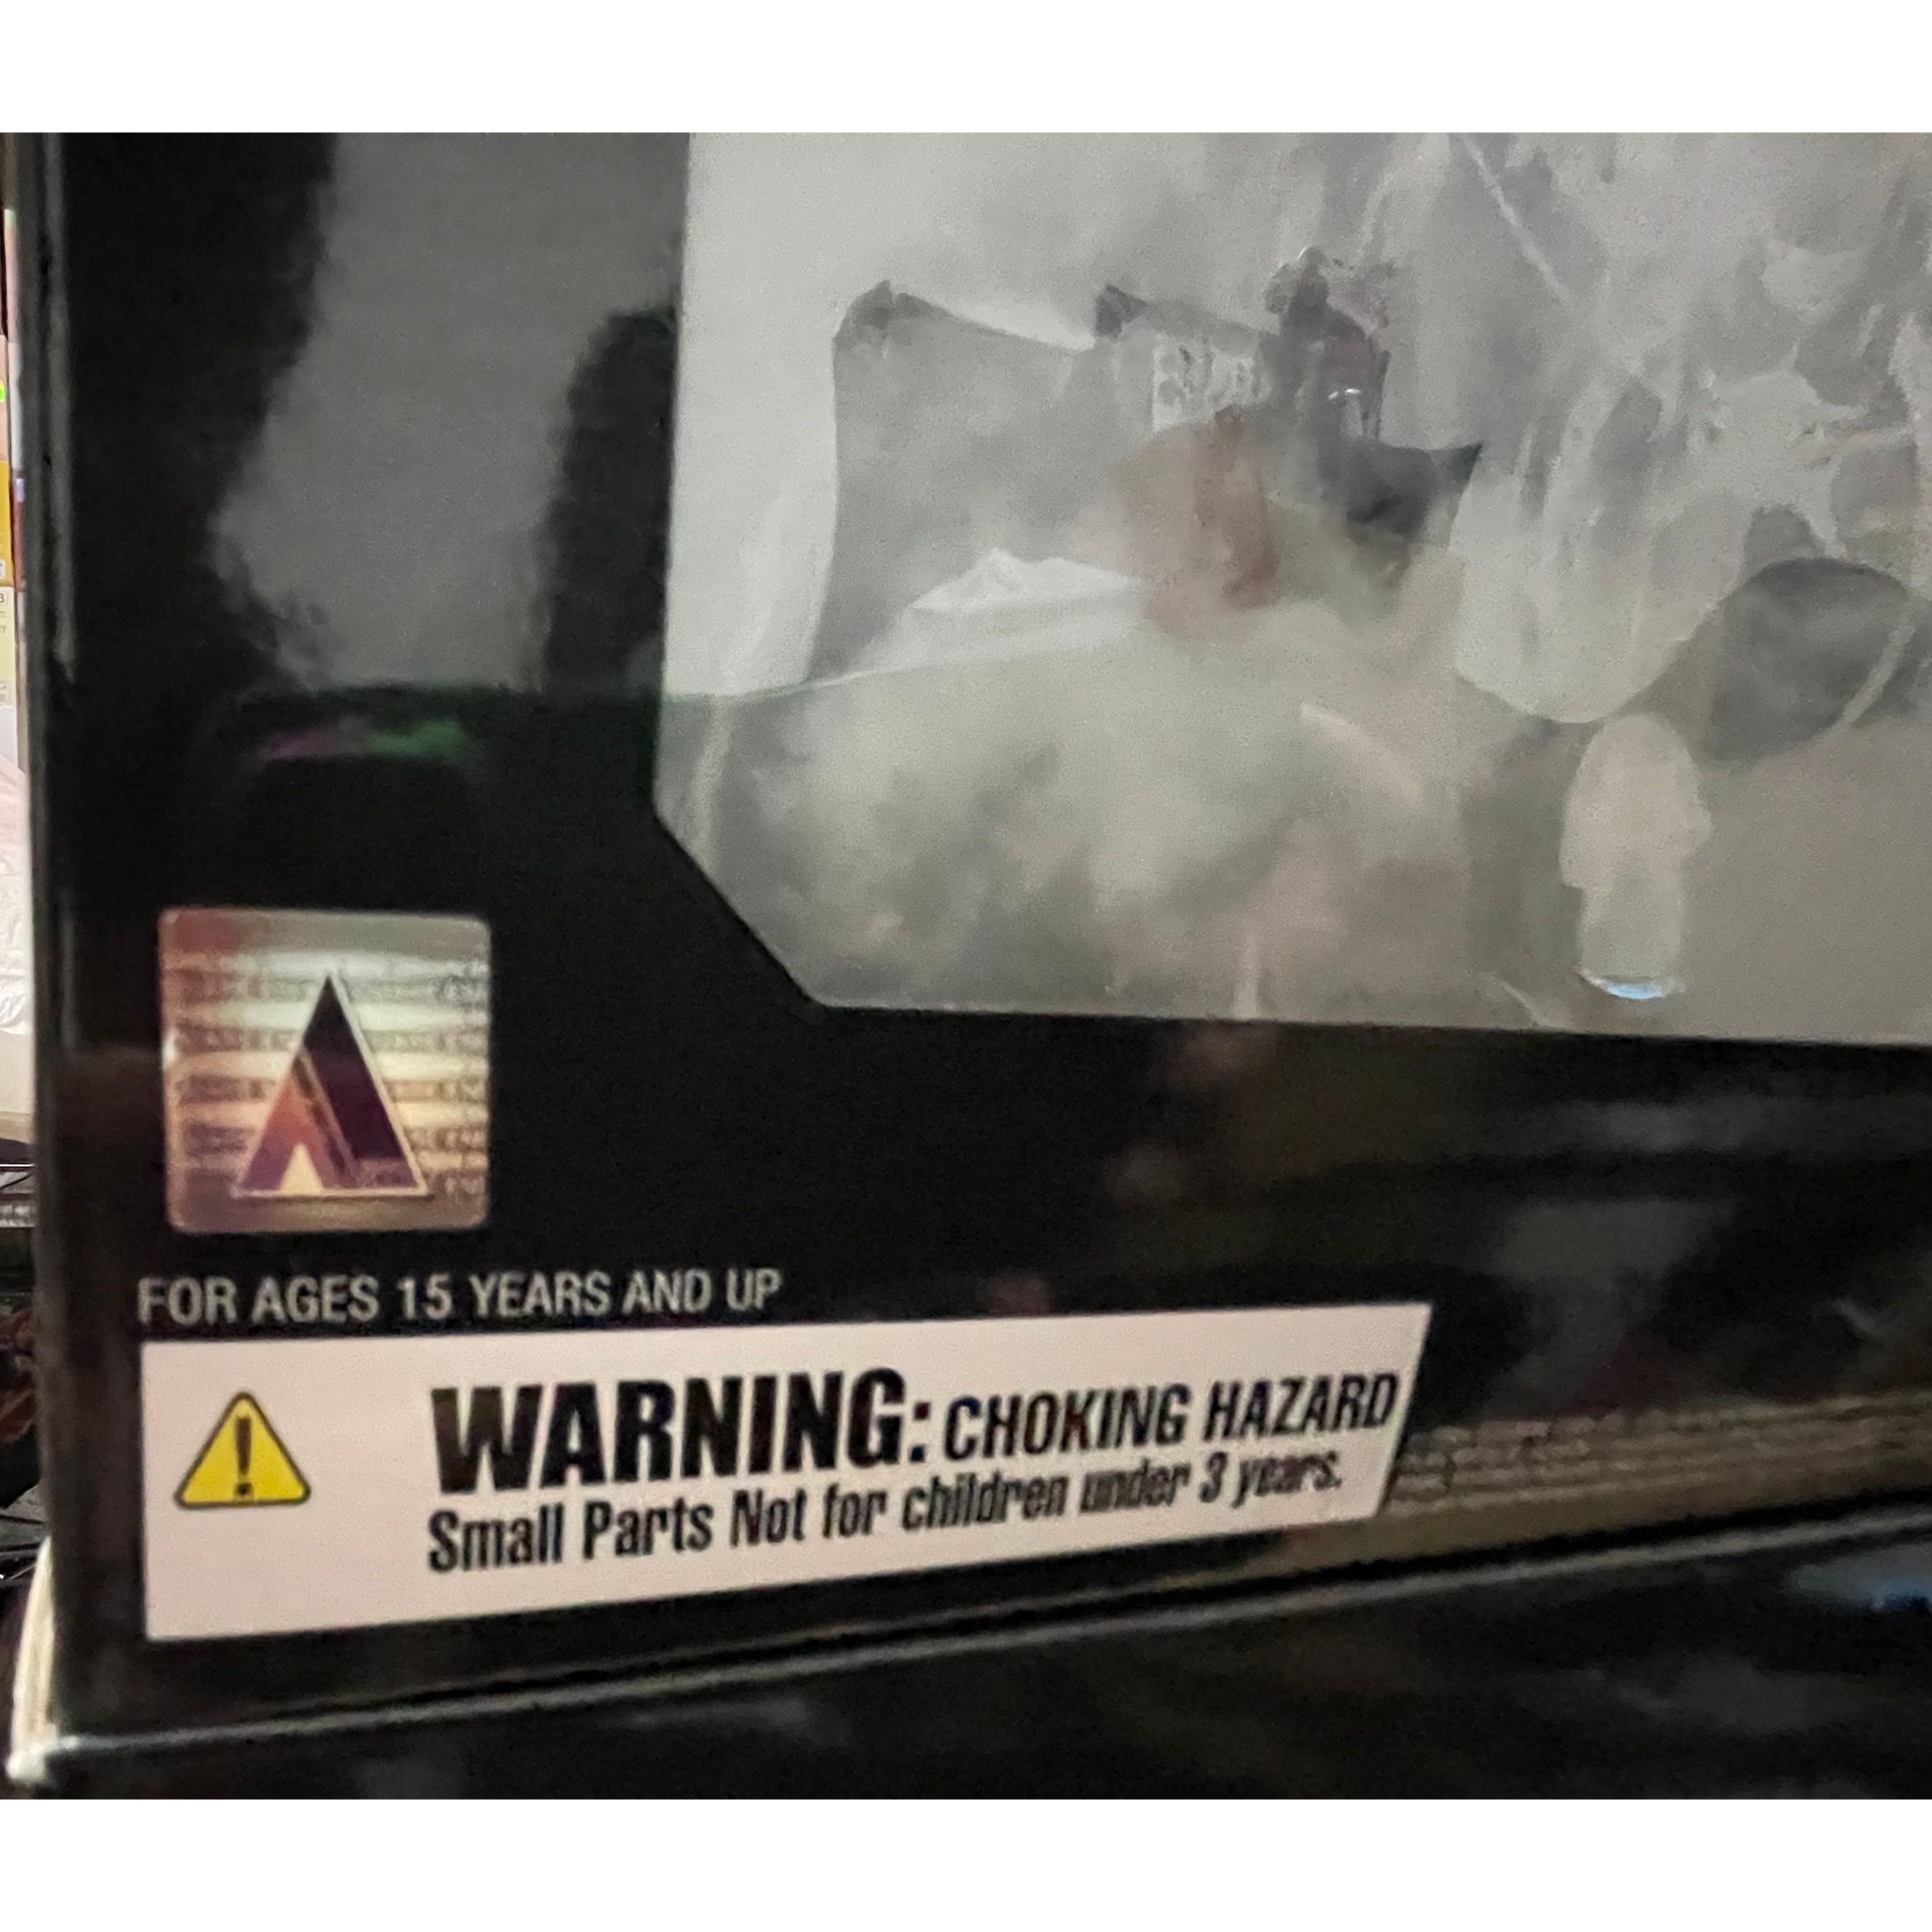 FOR AGES 15 YEARS AND UP
WARNING: CHOKING HAZARD
Small Parts Not for children under 3 years.